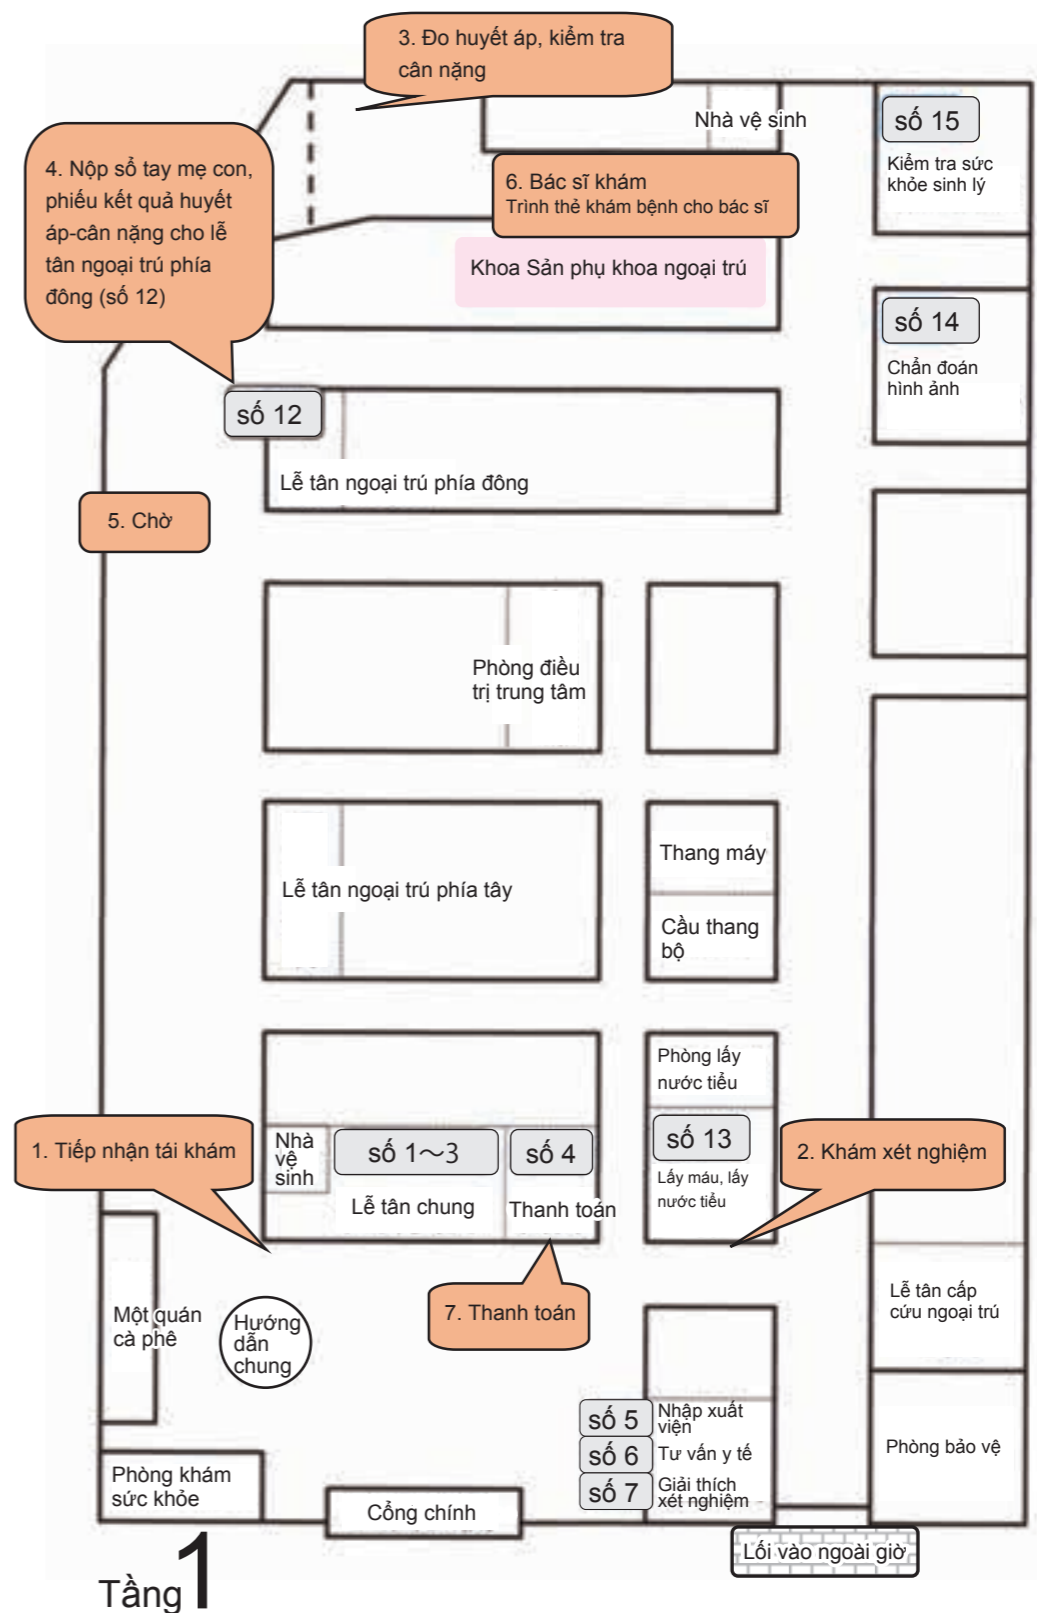 3. Đo huyết áp, kiểm tra
cân nặng
Nhà vệ sinh
số 15
Kiểm tra sức
khỏe sinh lý
4. Nộp sổ tay mẹ con,
phiếu kết quả huyết
áp-cân nặng cho lễ
tân ngoại trú phía
đông (số 12)
6. Bác sĩ khám
Trình thẻ khám bệnh cho bác sĩ
Khoa Sản phụ khoa ngoại trú
số 14
Chẩn đoán
hình ảnh
số 12
Lễ tân ngoại trú phía đông
5. Chờ
Phòng điều
trị trung tâm
Lễ tân ngoại trú phía tây
Thang máy
Cầu thang
bộ
Phòng lấy
nước tiểu
1. Tiếp nhận tái khám
Nhà
vệ
sinh
số 1～3
Lễ tân chung
số 4
Thanh toán
số 13
Lấy máu, lấy
nước tiểu
2. Khám xét nghiệm
7. Thanh toán
Một quán
cà phê
Hướng
dẫn
chung
Lễ tân cấp
cứu ngoại trú
số 5
Nhập xuất
viện
số 6
Tư vấn y tế
số 7
Giải thích
xét nghiệm
Phòng bảo vệ
Phòng khám
sức khỏe
Cổng chính
Lối vào ngoài giờ
Tầng 1